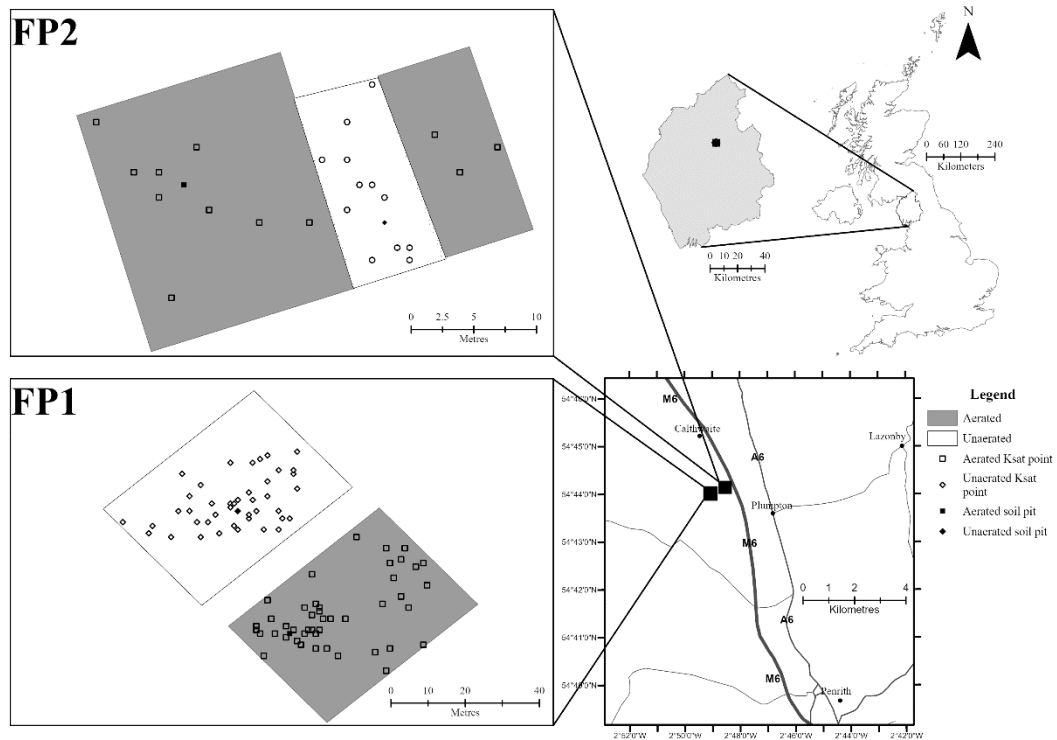 FP2
0 2.5 5 10
Metres
N
0 60 120 240
Kilometers
0 10 20 40
Kilometres
FP1
0 10 20 40
Metres
54°46'0"N
54°45'0"N
54°44'0"N
54°43'0"N
54°42'0"N
54°41'0"N
54°40'0"N
M6
Calthwaite
A6
Lazonby
Plumpton
M6
0 1 2 4
Kilometres
A6
M6
Penrith
2°52'0"W 2°50'0"W 2°48'0"W 2°46'0"W 2°44'0"W 2°42'0"W
Legend
Aerated
Unaerated
Aerated Ksat point
Unaerated Ksat
point
Aerated soil pit
Unaerated soil pit